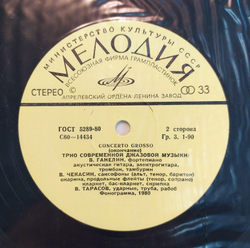 МИНИСТЕРСТВО КУЛЬТУРЫ СССР
МЕЛОДИЯ
ВСЕСОЮЗНАЯ ФИРМА ГРАМПЛАСТИНОК
СТЕРЕО
33
АПРЕЛЕВСКИЙ ОРДЕНА ЛЕНИНА ЗАВОД
ГОСТ 5289-80
2 сторона
С60—14434
Гр. 3. 1-90
CONCERTO GROSSO
(окончание)
ТРИО СОВРЕМЕННОЙ ДЖАЗОВОЙ МУЗЫКИ:
В. ГАНЕЛИН, фортепиано
акустическая гитара, электрогитара,
тромбон, тамбурин
В. ЧЕКАСИН, саксофоны (альт, тенор, баритон)
окарина, продольные флейты (тенор, сопрано)
кларнет, бас-кларнет, скрипка
В. ТАРАСОВ, ударные, труба, рабоб
Фонограмма, 1980